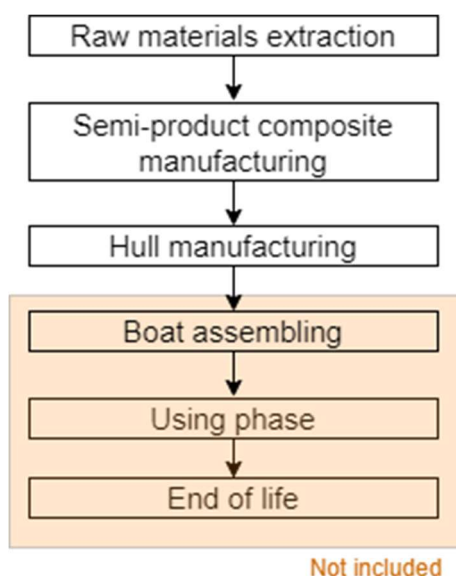 Raw materials extraction
Semi-product composite
manufacturing
Hull manufacturing
Boat assembling
Using phase
End of life
Not included